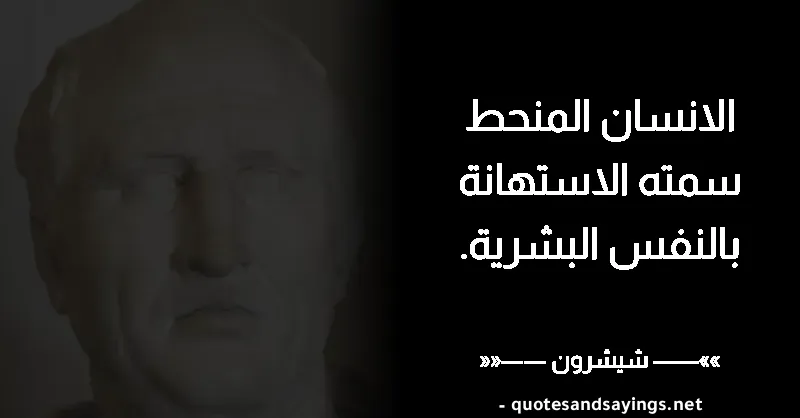 الانسان المنحط
سمته الاستهانة
بالنفس البشرية.
»»—— شيشرون ——««
- quotesandsayings.net